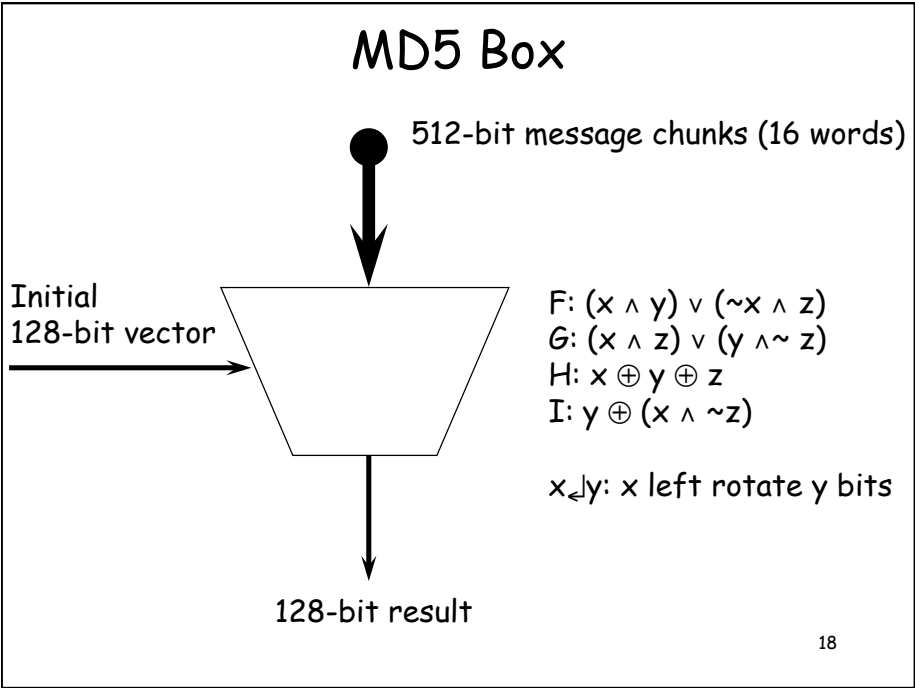 MD5 Box
512-bit message chunks (16 words)
Initial
128-bit vector
F: (x ∧ y) ∨ (~x ∧ z)
G: (x ∧ z) ∨ (y ∧~ z)
H: x ⊕ y ⊕ z
I: y ⊕ (x ∧ ~z)
x↵y: x left rotate y bits
128-bit result
18